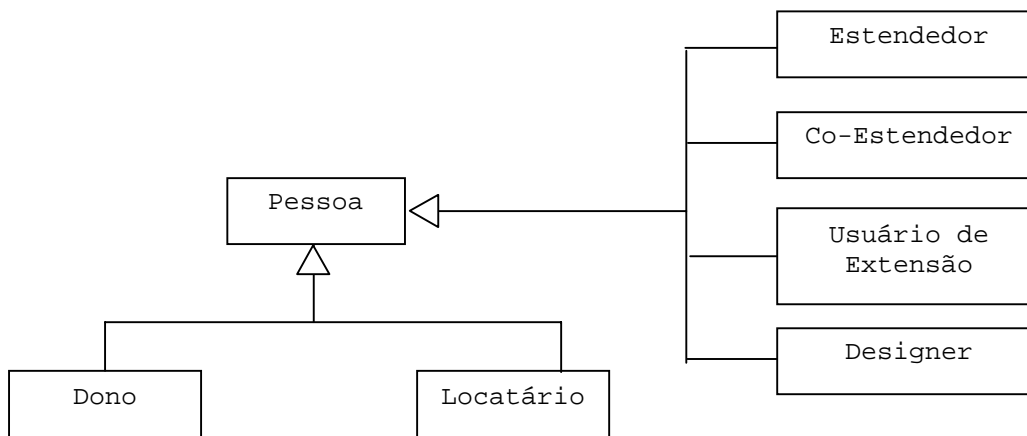 Estendedor
Co-Estendedor
Pessoa
Usuário de
Extensão
Designer
Dono
Locatário